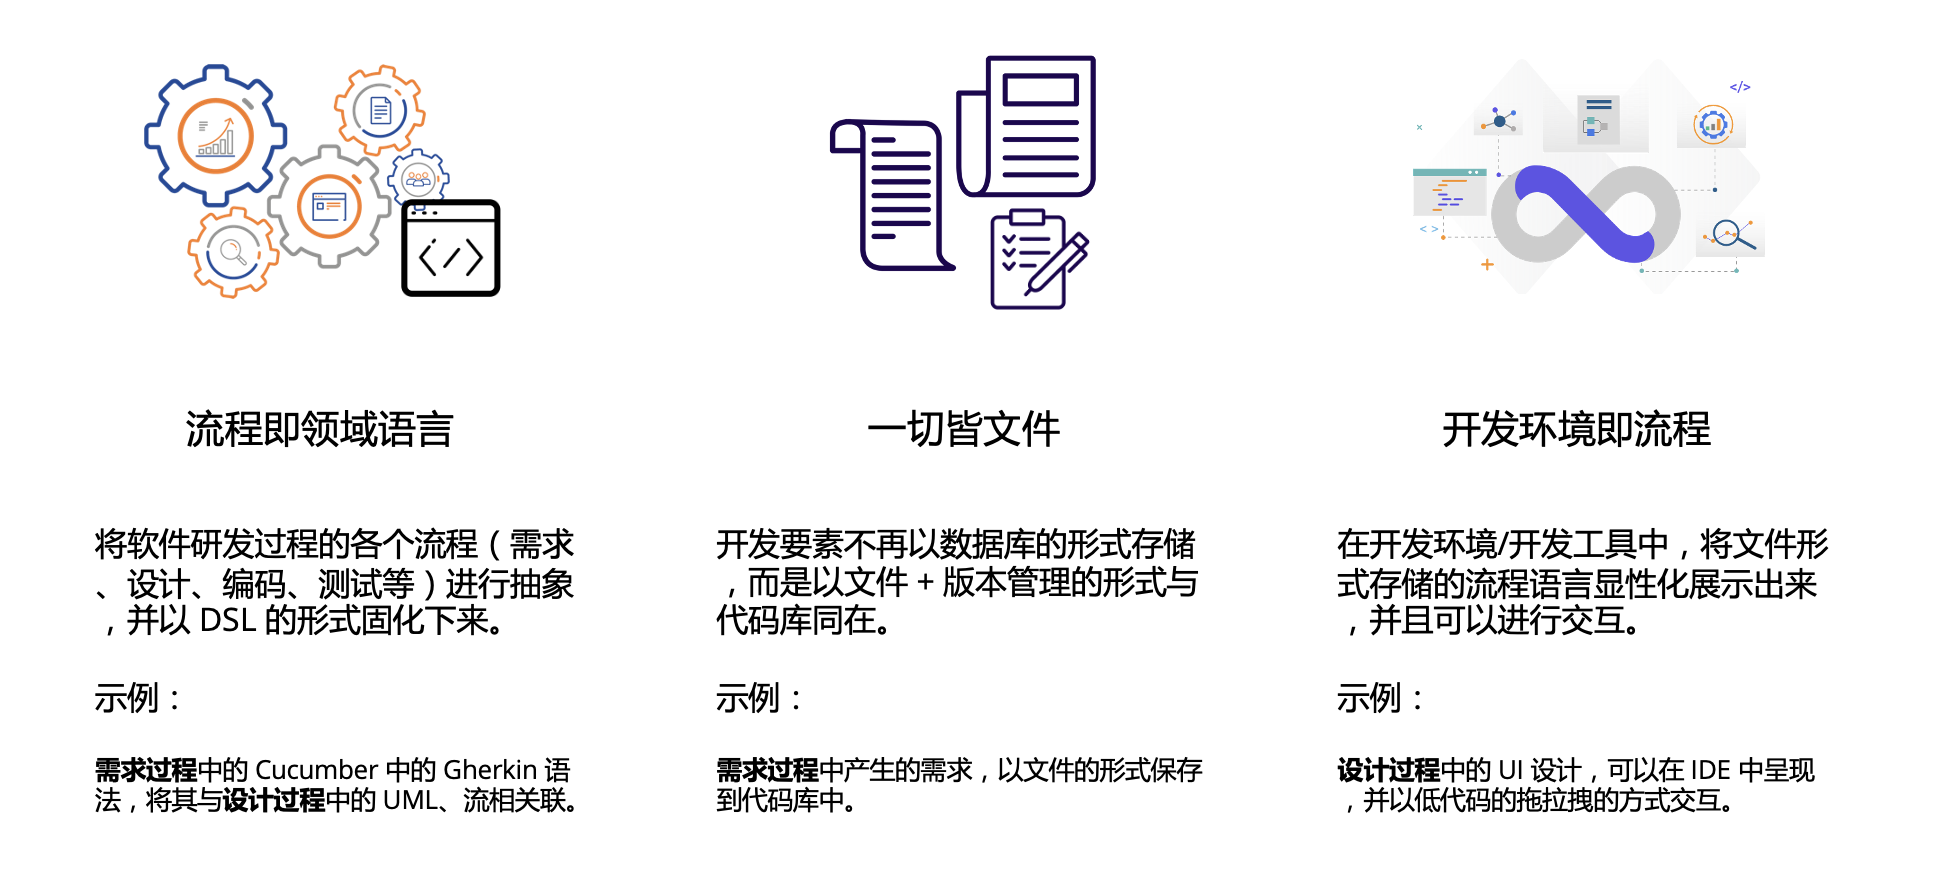 流程即领域语言
将软件研发过程的各个流程（需求
、设计、编码、测试等）进行抽象
，并以 DSL 的形式固化下来。
示例：
需求过程中的 Cucumber 中的 Gherkin 语
法，将其与设计过程中的 UML、流相关联。
一切皆文件
开发要素不再以数据库的形式存储
，而是以文件 + 版本管理的形式与
代码库同在。
示例：
需求过程中产生的需求，以文件的形式保存
到代码库中。
开发环境即流程
在开发环境/开发工具中，将文件形
式存储的流程语言显性化展示出来
，并且可以进行交互。
示例：
设计过程中的 UI 设计，可以在 IDE 中呈现
，并以低代码的拖拉拽的方式交互。